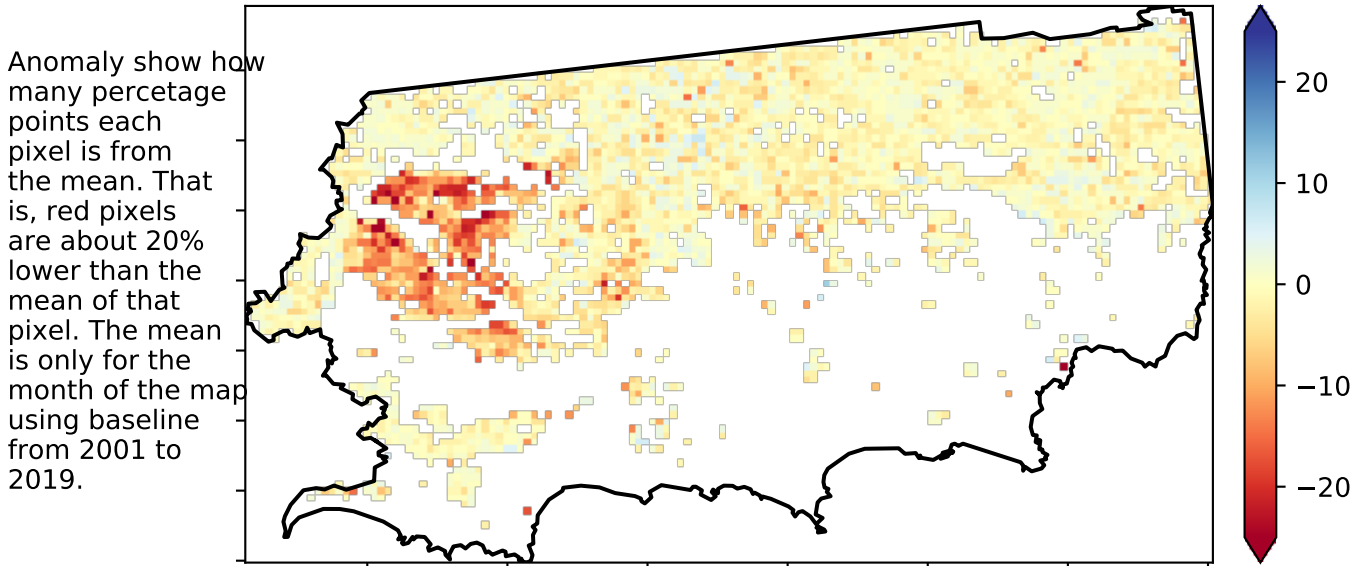 Anomaly show how
many percetage
points each
pixel is from
the mean. That
is, red pixels
are about 20%
lower than the
mean of that
pixel. The mean
is only for the
month of the map
using baseline
from 2001 to
2019.
20
10
0
−10
−20